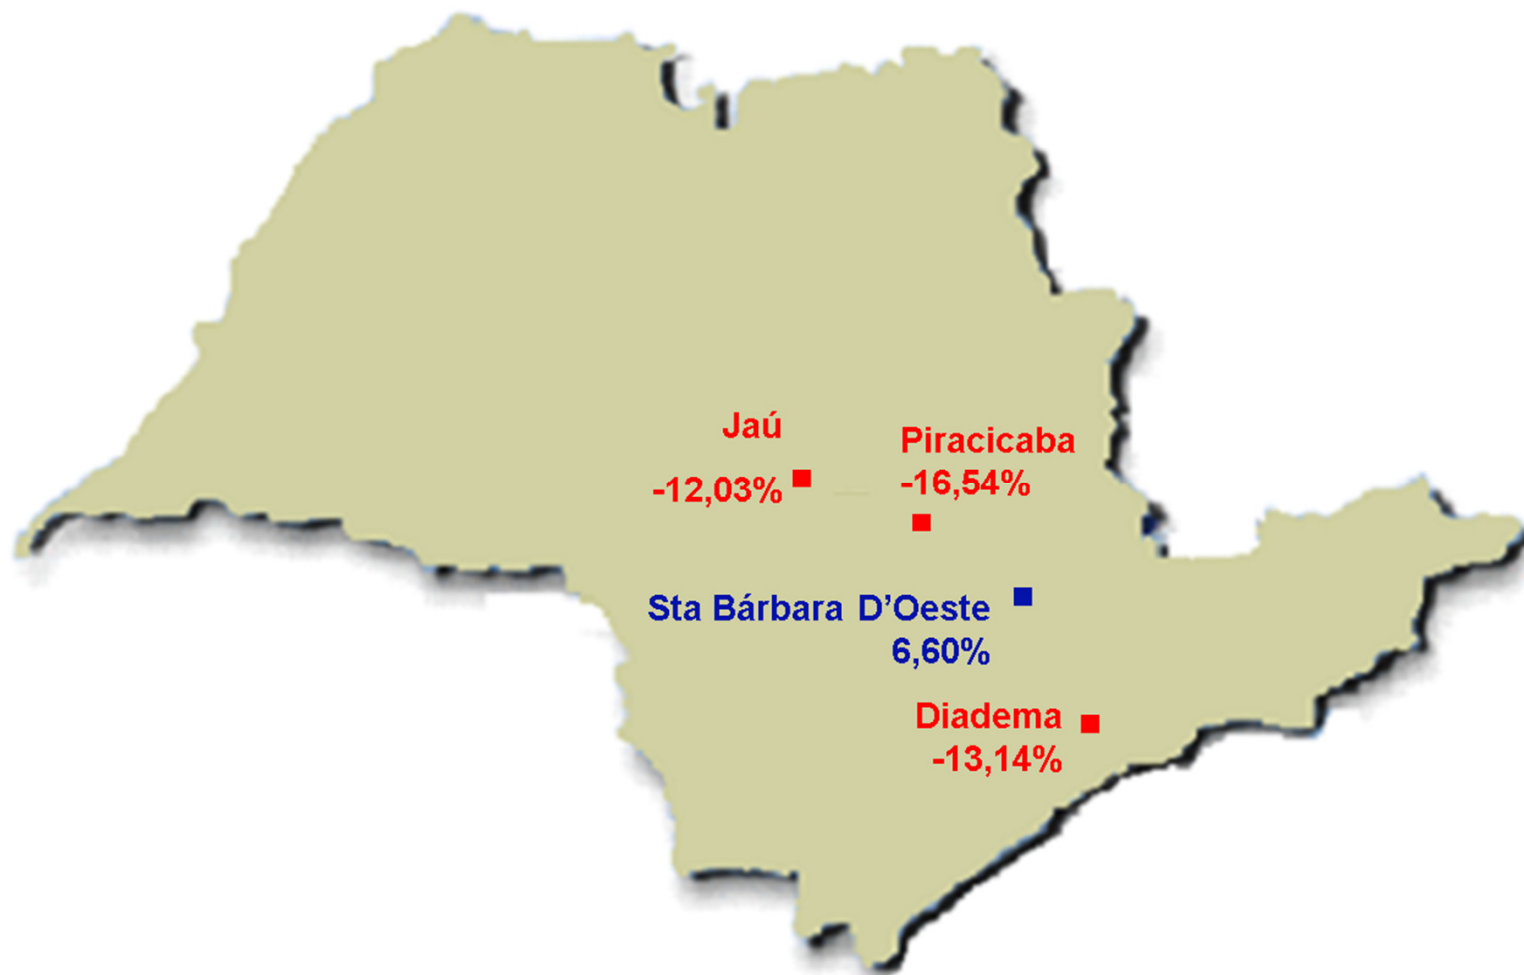 Jaú
-12,03%
Piracicaba
-16,54%
Sta Bárbara D’Oeste
6,60%
Diadema
-13,14%